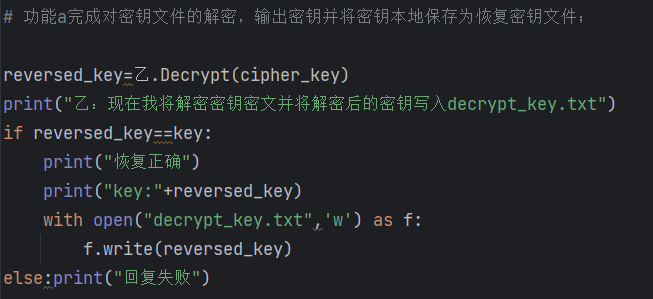 # 功能a完成对密钥文件的解密，输出密钥并将密钥本地保存为恢复密钥文件；
reversed_key=乙.Decrypt(cipher_key)
print("乙：现在我将解密密钥密文并将解密后的密钥写入decrypt_key.txt")
if reversed_key==key:
    print("恢复正确")
    print("key:"+reversed_key)
    with open("decrypt_key.txt",'w') as f:
        f.write(reversed_key)
else:print("回复失败")